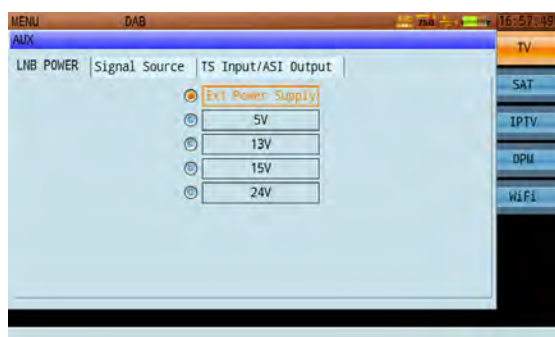 MENU DAB 75Ω 16:57:49
AUX
TV
LNB POWER Signal Source TS Input/ASI Output
SAT
Ext Power Supply
5V
IPTV
13V
15V
OPM
24V
WiFi